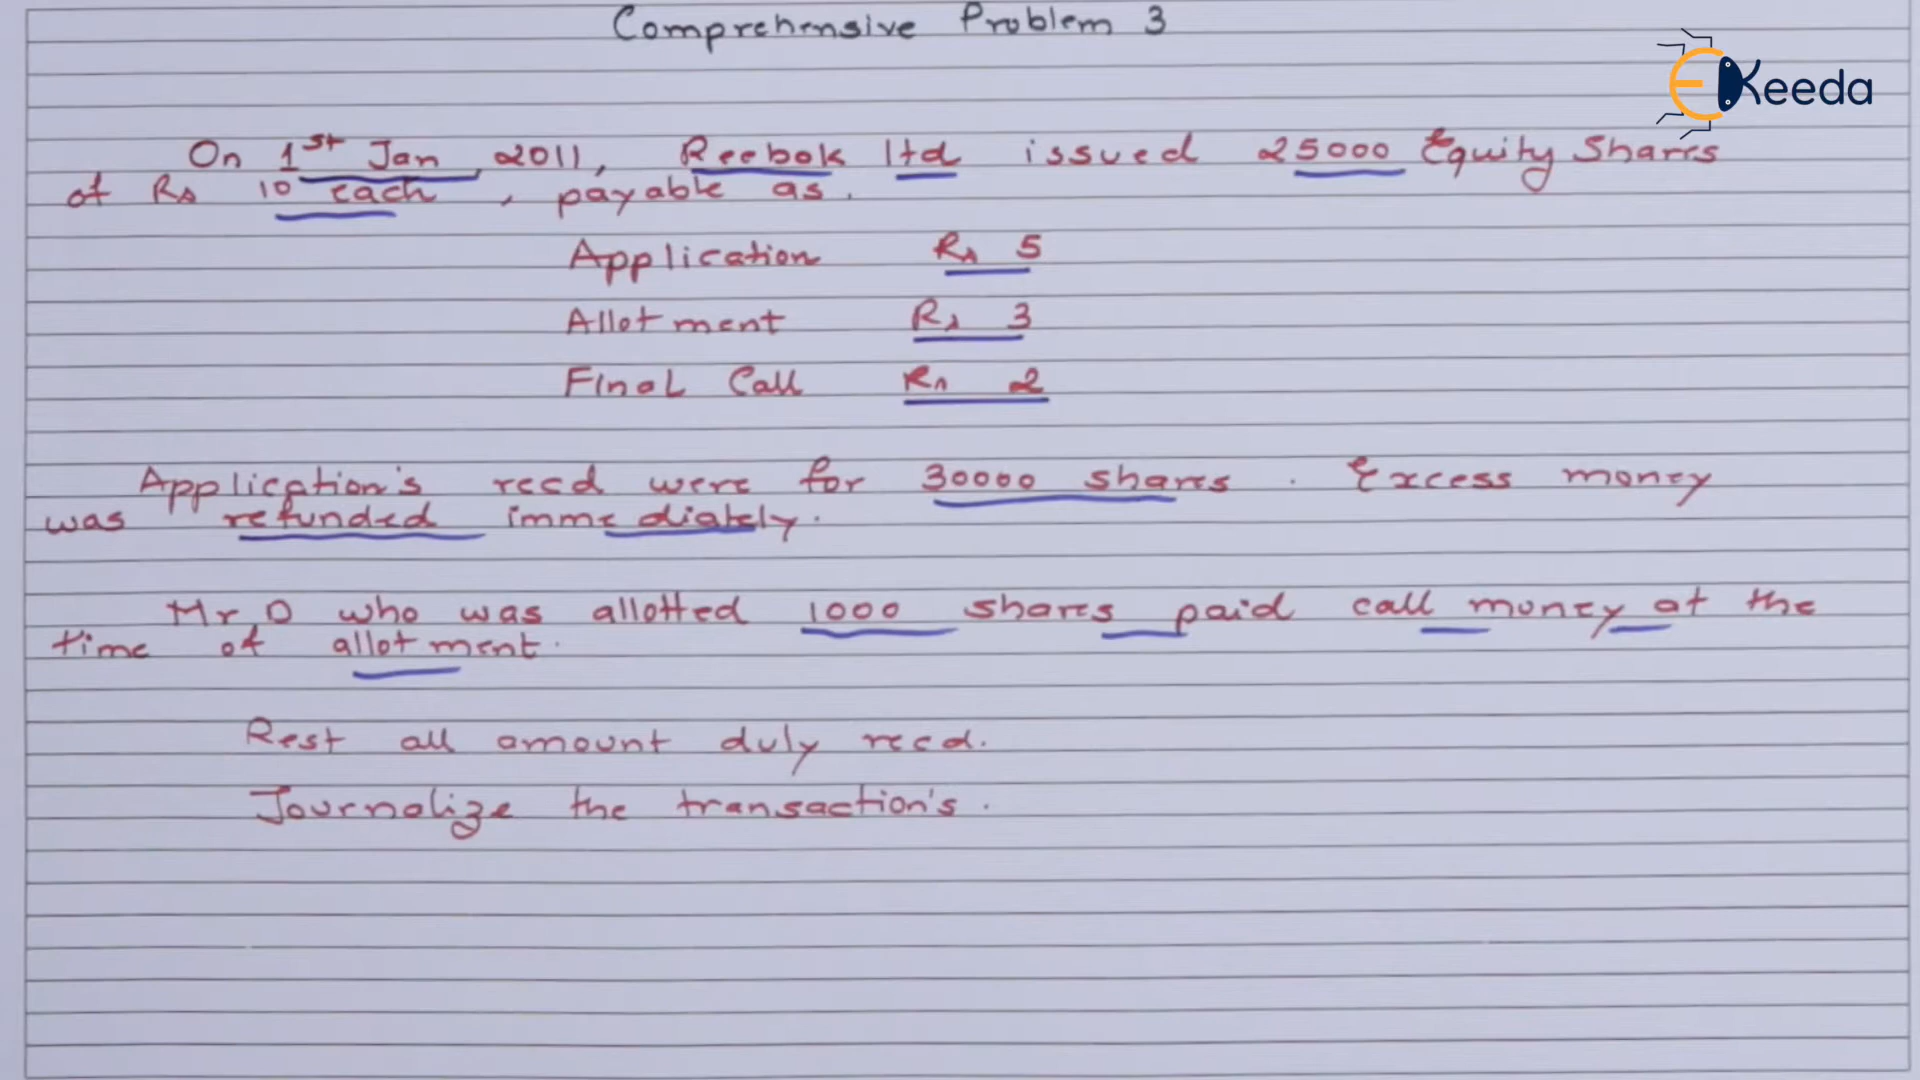 Comprehensive Problem 3
EKeeda
On 1st Jan 2011, Reebok ltd issued 25000 Equity Shares
of Rs 10 each, payable as.
Application Rs 5
Allotment Rs 3
Final Call Rs 2
Application's recd were for 30000 shares. Excess money
was refunded immediately.
Mr D who was allotted 1000 shares paid call money at the
time of allotment.
Rest all amount duly recd.
Journalize the transaction's.